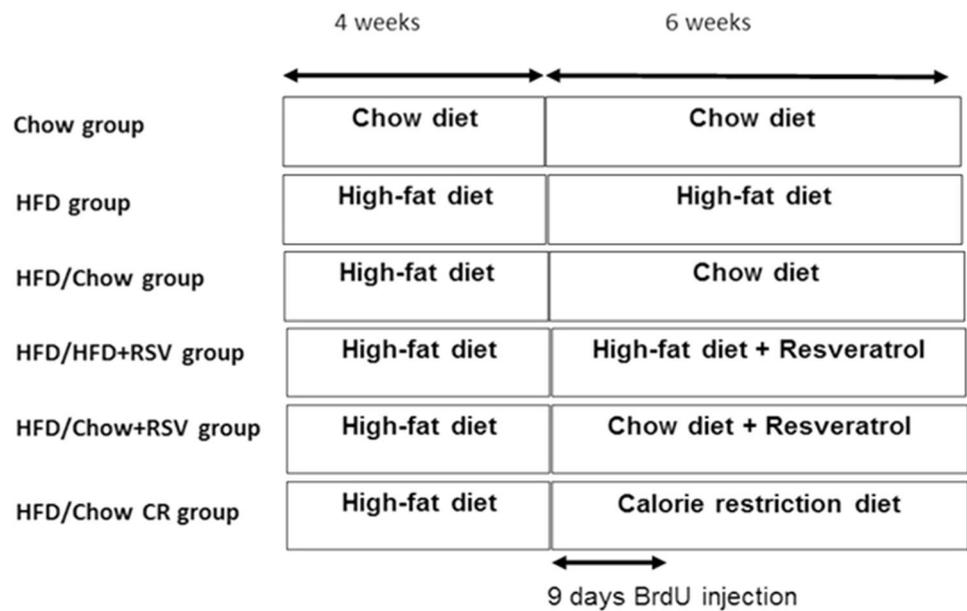 4 weeks 6 weeks
Chow group Chow diet Chow diet
HFD group High-fat diet High-fat diet
HFD/Chow group High-fat diet Chow diet
HFD/HFD+RSV group High-fat diet High-fat diet + Resveratrol
HFD/Chow+RSV group High-fat diet Chow diet + Resveratrol
HFD/Chow CR group High-fat diet Calorie restriction diet
9 days BrdU injection